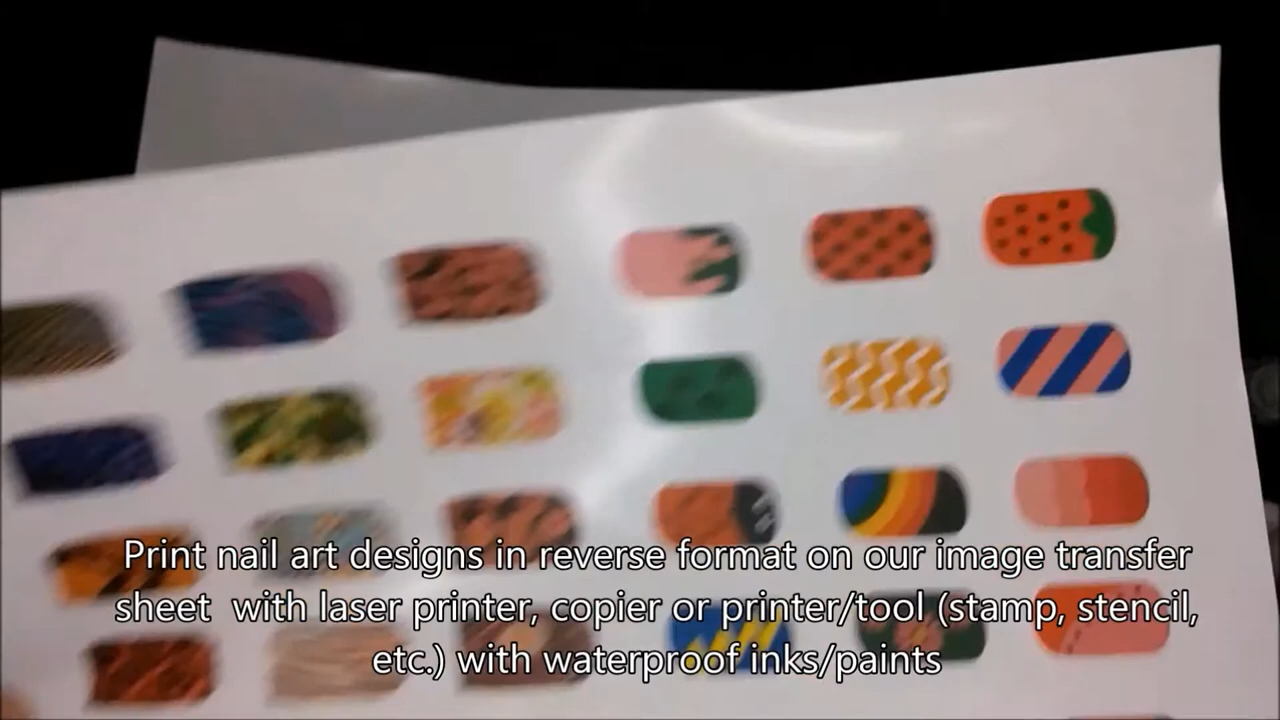 Print nail art designs in reverse format on our image transfer
sheet  with laser printer, copier or printer/tool (stamp, stencil,
etc.) with waterproof inks/paints